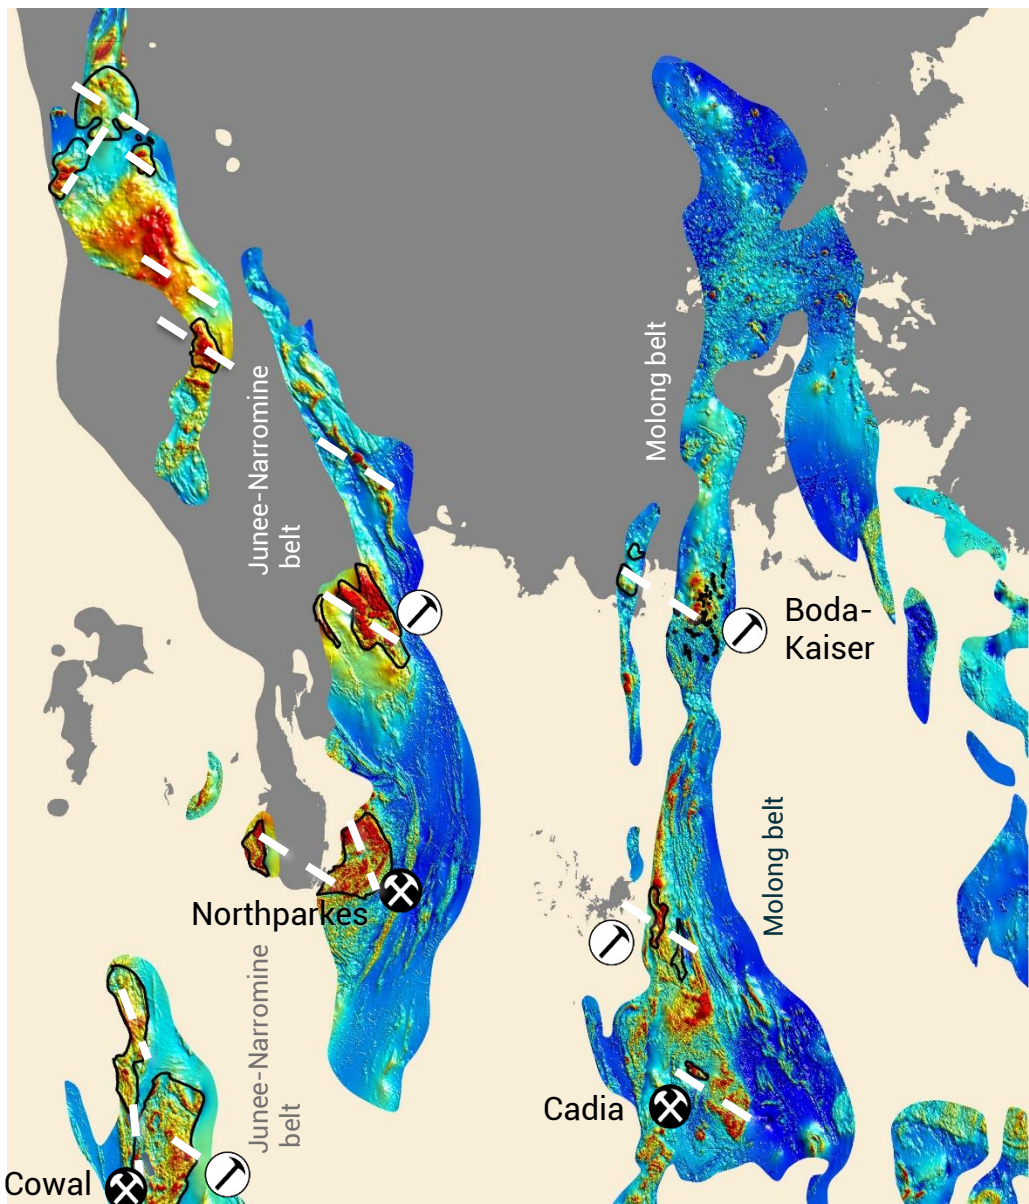 Junee-Narromine
belt
Molong belt
Boda-
Kaiser
Molong belt
Northparkes
Junee-Narromine
belt
Cadia
Cowal